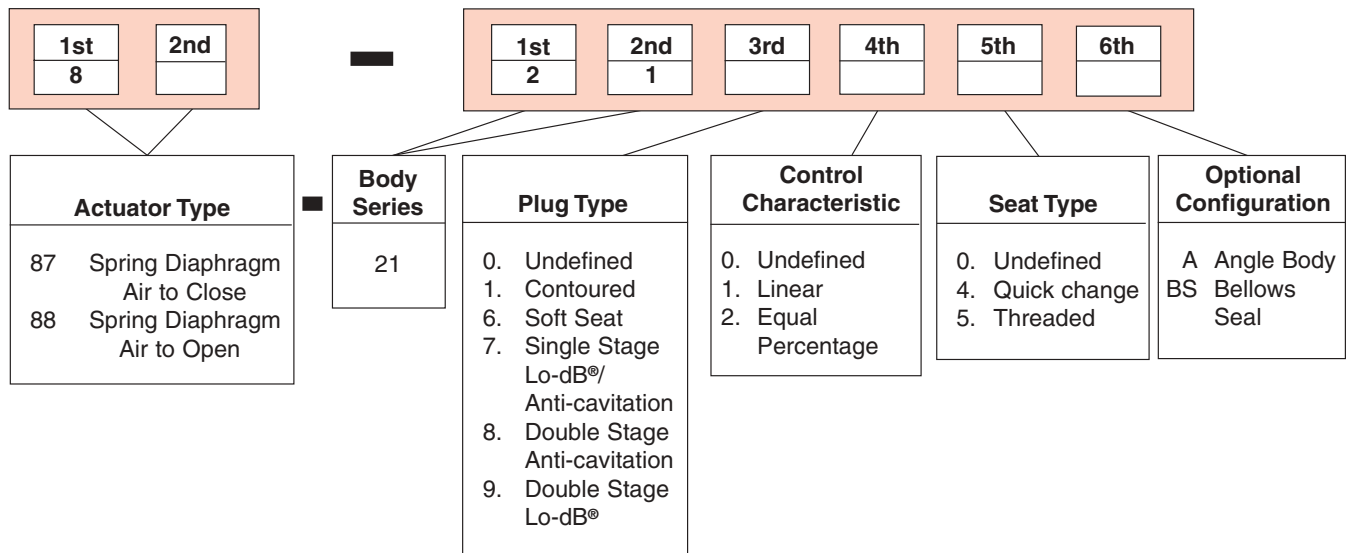 1st 2nd 1st 2nd 3rd 4th 5th 6th
8 2 1
Actuator Type
87 Spring Diaphragm
Air to Close
88 Spring Diaphragm
Air to Open
Body
Series
21
Plug Type
0. Undefined
1. Contoured
6. Soft Seat
7. Single Stage
Lo-dB®/
Anti-cavitation
8. Double Stage
Anti-cavitation
9. Double Stage
Lo-dB®
Control
Characteristic
0. Undefined
1. Linear
2. Equal
Percentage
Seat Type
0. Undefined
4. Quick change
5. Threaded
Optional
Configuration
A Angle Body
BS Bellows
Seal